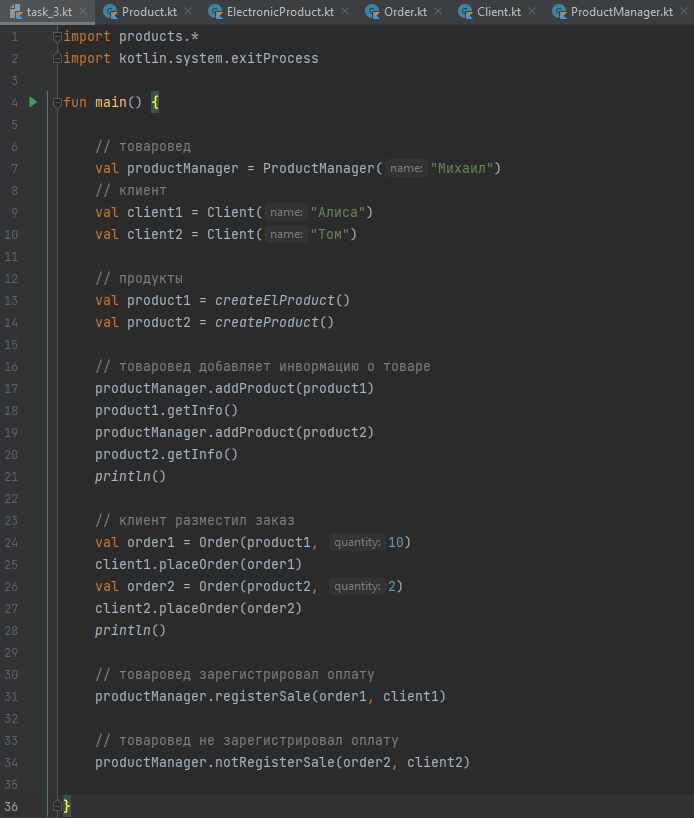 task_3.kt × Product.kt × ElectronicProduct.kt × Order.kt × Client.kt × ProductManager.kt ×
1 import products.*
2 import kotlin.system.exitProcess
3
4 fun main() {
5
6 // товаровед
7 val productManager = ProductManager( name: "Михаил")
8 // клиент
9 val client1 = Client( name: "Алиса")
10 val client2 = Client( name: "Том")
11
12 // продукты
13 val product1 = createElProduct()
14 val product2 = createProduct()
15
16 // товаровед добавляет инвормацию о товаре
17 productManager.addProduct(product1)
18 product1.getInfo()
19 productManager.addProduct(product2)
20 product2.getInfo()
21 println()
22
23 // клиент разместил заказ
24 val order1 = Order(product1, quantity: 10)
25 client1.placeOrder(order1)
26 val order2 = Order(product2, quantity: 2)
27 client2.placeOrder(order2)
28 println()
29
30 // товаровед зарегистрировал оплату
31 productManager.registerSale(order1, client1)
32
33 // товаровед не зарегистрировал оплату
34 productManager.notRegisterSale(order2, client2)
35
36 }